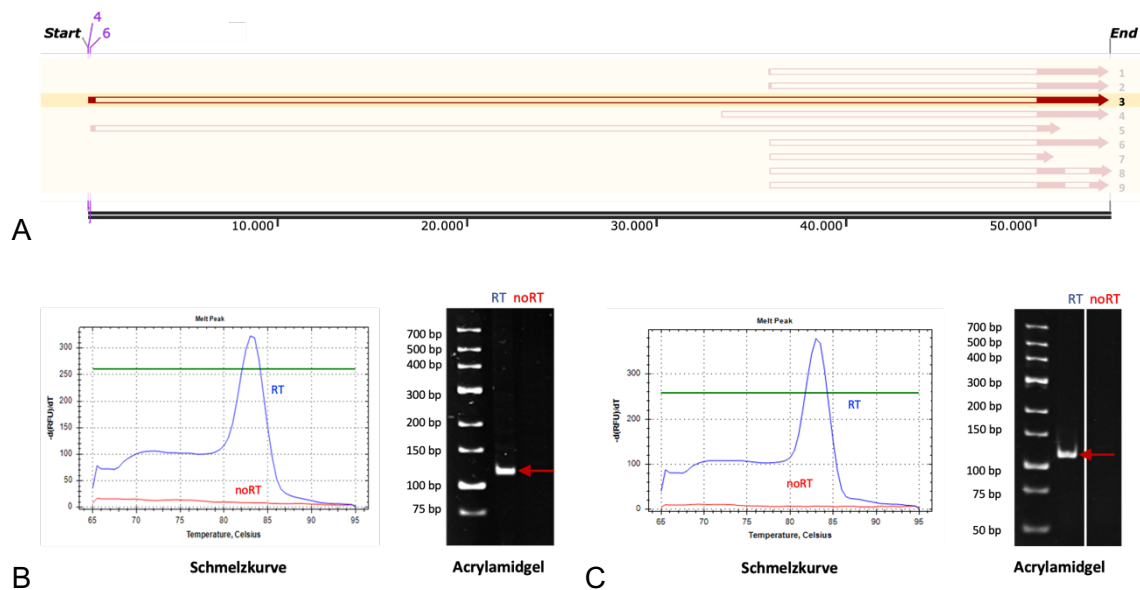 4
Start 6 End
1
2
3
4
5
6
7
8
9
A
10.000 20.000 30.000 40.000 50.000
RT noRT
Melt Peak
300
250
200
150
100
50
0
-d(RFU)/dT
RT
noRT
65 70 75 80 85 90 95
Temperature, Celsius
700 bp
500 bp
400 bp
300 bp
200 bp
150 bp
100 bp
75 bp
B
Schmelzkurve
Acrylamidgel
RT noRT
Melt Peak
300
200
100
0
-d(RFU)/dT
RT
noRT
65 70 75 80 85 90 95
Temperature, Celsius
700 bp
500 bp
400 bp
300 bp
200 bp
150 bp
100 bp
75 bp
50 bp
C
Schmelzkurve
Acrylamidgel